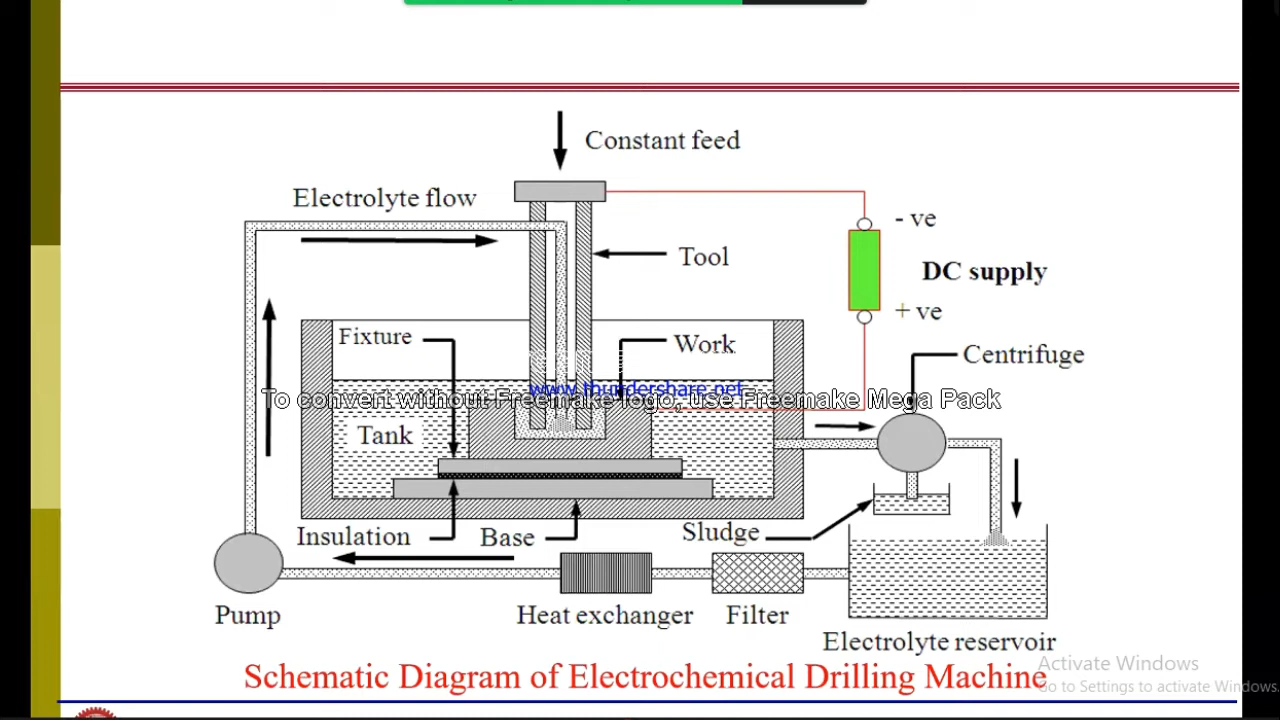 Constant feed
Electrolyte flow
- ve
Tool
DC supply
+ ve
Fixture
Work
Centrifuge
www.thundershare.net
To convert without Freemake logo, use Freemake Mega Pack
Tank
Insulation
Base
Sludge
Pump
Heat exchanger
Filter
Electrolyte reservoir
Schematic Diagram of Electrochemical Drilling Machine
Activate Windows
Go to Settings to activate Windows.